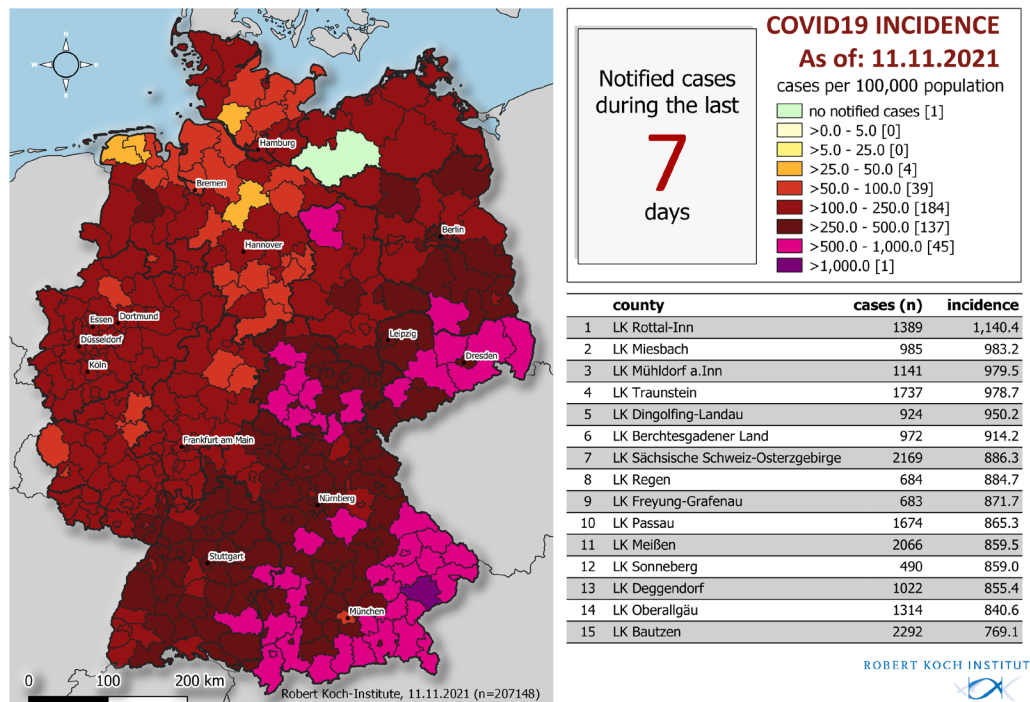 N
W
E
S
Hamburg
Bremen
Berlin
Hannover
Essen
Dortmund
Düsseldorf
Leipzig
Köln
Dresden
Frankfurt am Main
Nürnberg
Stuttgart
München
0 100 200 km
Robert Koch-Institute, 11.11.2021 (n=207148)
Notified cases
during the last
7
days
COVID19 INCIDENCE
As of: 11.11.2021
cases per 100,000 population
no notified cases [1]
>0.0 - 5.0 [0]
>5.0 - 25.0 [0]
>25.0 - 50.0 [4]
>50.0 - 100.0 [39]
>100.0 - 250.0 [184]
>250.0 - 500.0 [137]
>500.0 - 1,000.0 [45]
>1,000.0 [1]
county cases (n) incidence
1 LK Rottal-Inn 1389 1,140.4
2 LK Miesbach 985 983.2
3 LK Mühldorf a.Inn 1141 979.5
4 LK Traunstein 1737 978.7
5 LK Dingolfing-Landau 924 950.2
6 LK Berchtesgadener Land 972 914.2
7 LK Sächsische Schweiz-Osterzgebirge 2169 886.3
8 LK Regen 684 884.7
9 LK Freyung-Grafenau 683 871.7
10 LK Passau 1674 865.3
11 LK Meißen 2066 859.5
12 LK Sonneberg 490 859.0
13 LK Deggendorf 1022 855.4
14 LK Oberallgäu 1314 840.6
15 LK Bautzen 2292 769.1
ROBERT KOCH INSTITUT